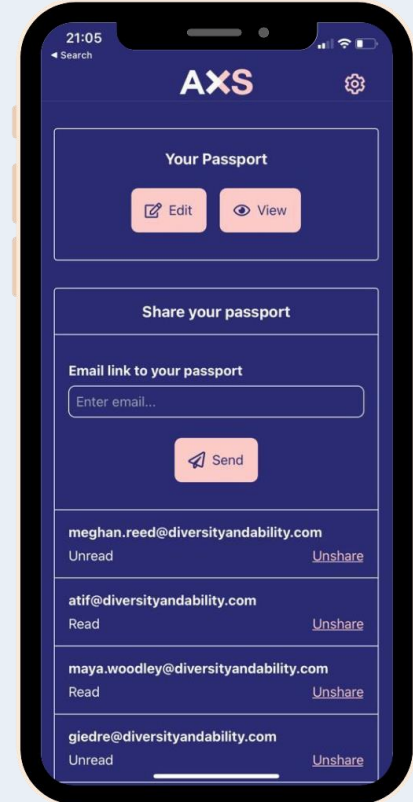 21:05
Search
AXS
Your Passport
Edit View
Share your passport
Email link to your passport
Enter email...
Send
meghan.reed@diversityandability.com
Unread Unshare
atif@diversityandability.com
Read Unshare
maya.woodley@diversityandability.com
Read Unshare
giedre@diversityandability.com
Unread Unshare